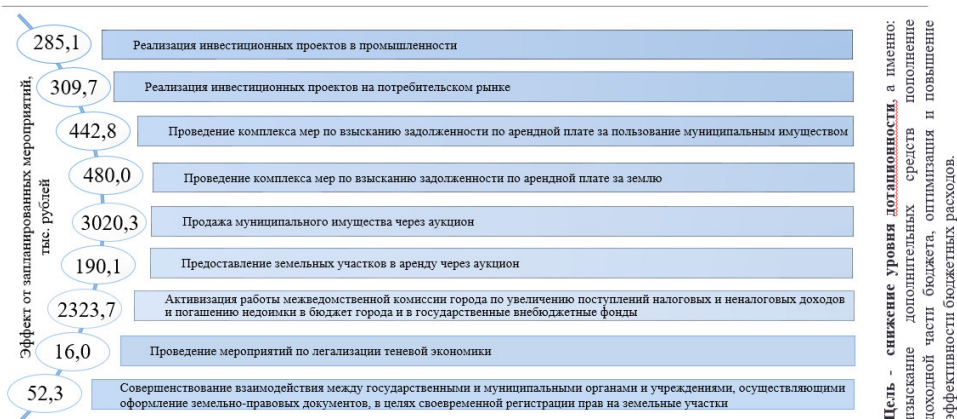 Эффект от запланированных мероприятий,
тыс. рублей
285,1
Реализация инвестиционных проектов в промышленности
309,7
Реализация инвестиционных проектов на потребительском рынке
442,8
Проведение комплекса мер по взысканию задолженности по арендной плате за пользование муниципальным имуществом
480,0
Проведение комплекса мер по взысканию задолженности по арендной плате за землю
3020,3
Продажа муниципального имущества через аукцион
190,1
Предоставление земельных участков в аренду через аукцион
2323,7
Активизация работы межведомственной комиссии города по увеличению поступлений налоговых и неналоговых доходов
и погашению недоимки в бюджет города и в государственные внебюджетные фонды
16,0
Проведение мероприятий по легализации теневой экономики
52,3
Совершенствование взаимодействия между государственными и муниципальными органами и учреждениями, осуществляющими
оформление земельно-правовых документов, в целях своевременной регистрации прав на земельные участки
Цель - снижение уровня дотационности, а именно:
изыскание дополнительных средств пополнение
доходной части бюджета, оптимизация и повышение
эффективности бюджетных расходов.